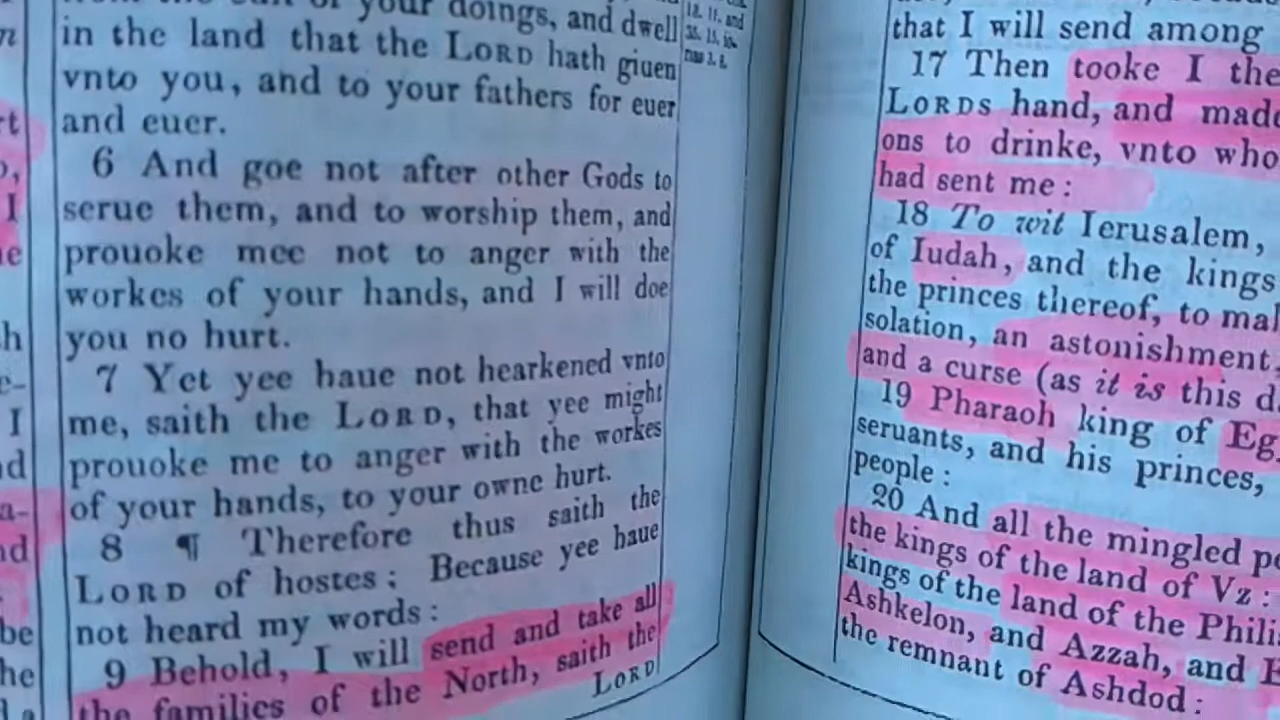 your doings, and dwell
in the land that the LORD hath giuen
vnto you, and to your fathers for euer
and euer.
6 And goe not after other Gods to
serue them, and to worship them, and
prouoke mee not to anger with the
workes of your hands, and I will doe
you no hurt.
7 Yet yee haue not hearkened vnto
me, saith the LORD, that yee might
prouoke me to anger with the workes
of your hands, to your owne hurt.
8 ¶ Therefore thus saith the
LORD of hostes; Because yee haue
not heard my words:
9 Behold, I will send and take all
the families of the North, saith the
LORD
that I will send among
17 Then tooke I the
LORDS hand, and made
ons to drinke, vnto who
had sent me:
18 To wit Ierusalem,
of Iudah, and the kings
the princes thereof, to mak
solation, an astonishment,
and a curse (as it is this d
19 Pharaoh king of Eg
seruants, and his princes,
people:
20 And all the mingled pe
the kings of the land of Vz:
kings of the land of the Phili
Ashkelon, and Azzah, and E
the remnant of Ashdod: